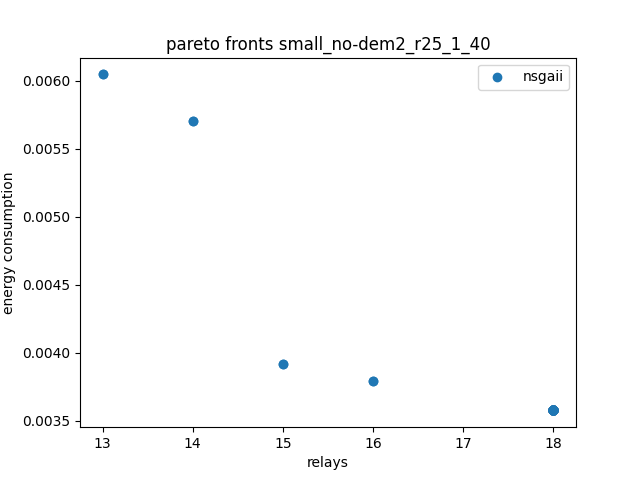 pareto fronts small_no-dem2_r25_1_40
nsgaii
energy consumption
0.0060
0.0055
0.0050
0.0045
0.0040
0.0035
13 14 15 16 17 18
relays